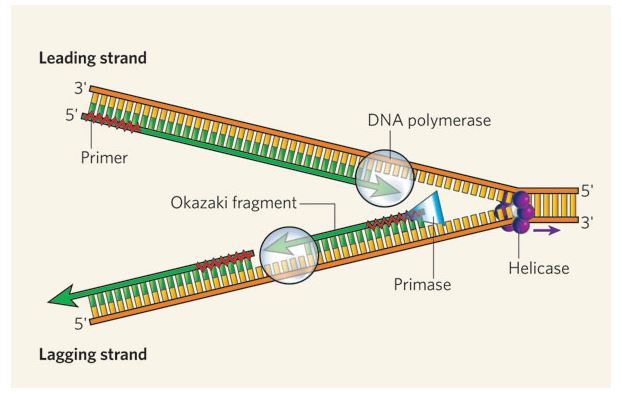 Leading strand
3'
5'
DNA polymerase
Primer
5'
Okazaki fragment
3'
Helicase
Primase
5'
Lagging strand